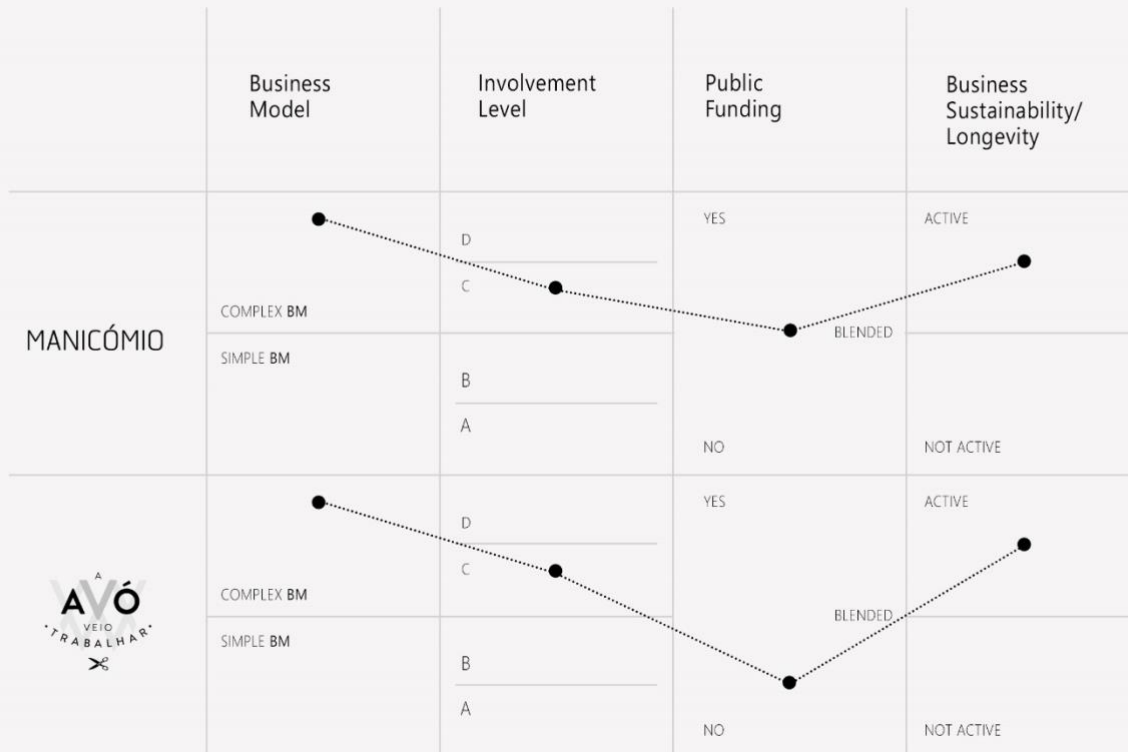 Business
Model
Involvement
Level
Public
Funding
Business
Sustainability/
Longevity
MANICÓMIO
COMPLEX BM
SIMPLE BM
D
C
B
A
YES
BLENDED
NO
ACTIVE
NOT ACTIVE
A
AVÓ
VEIO
·TRABALHAR·
COMPLEX BM
SIMPLE BM
D
C
B
A
YES
BLENDED
NO
ACTIVE
NOT ACTIVE